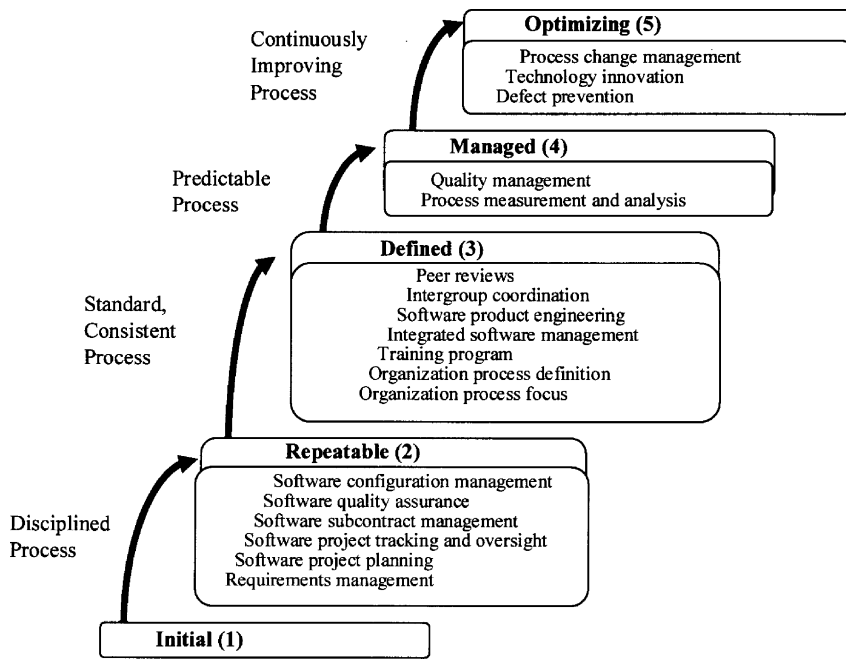 Optimizing (5)
Process change management
Technology innovation
Defect prevention
Continuously
Improving
Process
Managed (4)
Quality management
Process measurement and analysis
Predictable
Process
Defined (3)
Peer reviews
Intergroup coordination
Software product engineering
Integrated software management
Training program
Organization process definition
Organization process focus
Standard,
Consistent
Process
Repeatable (2)
Software configuration management
Software quality assurance
Software subcontract management
Software project tracking and oversight
Software project planning
Requirements management
Disciplined
Process
Initial (1)